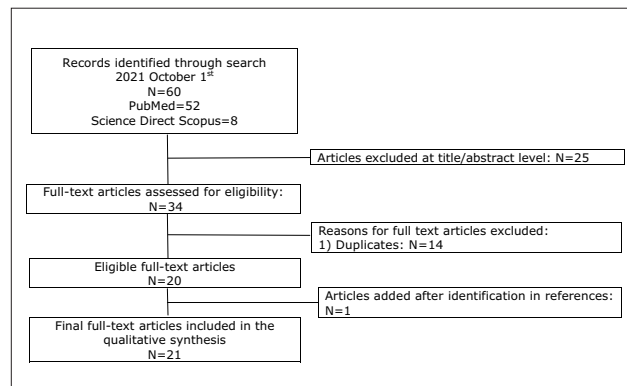 Records identified through search
2021 October 1st
N=60
PubMed=52
Science Direct Scopus=8
Articles excluded at title/abstract level: N=25
Full-text articles assessed for eligibility:
N=34
Reasons for full text articles excluded:
1) Duplicates: N=14
Eligible full-text articles
N=20
Articles added after identification in references:
N=1
Final full-text articles included in the
qualitative synthesis
N=21